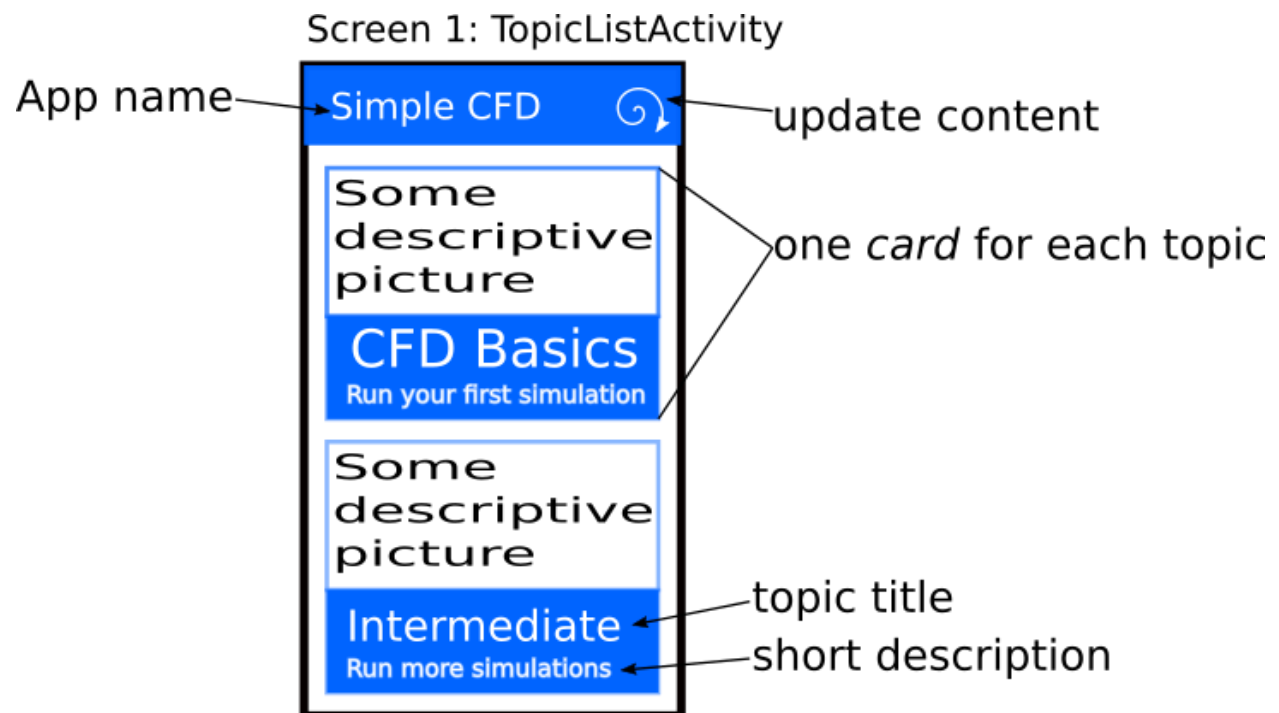 Screen 1: TopicListActivity
App name
Simple CFD
update content
Some
descriptive
picture
one card for each topic
CFD Basics
Run your first simulation
Some
descriptive
picture
Intermediate
topic title
Run more simulations
short description